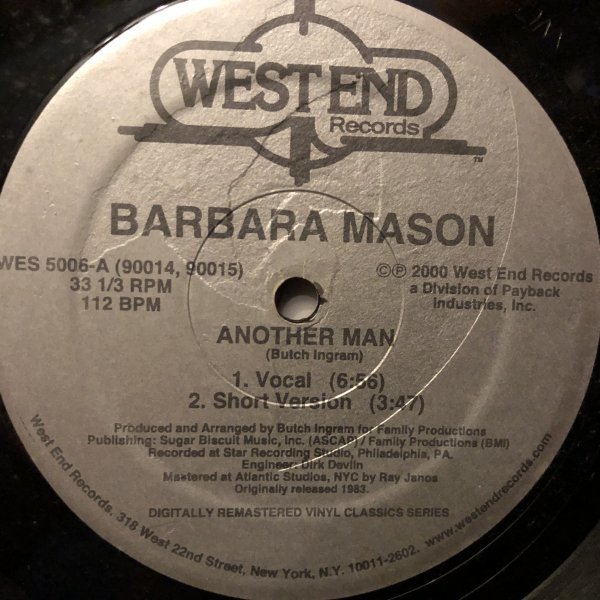 WEST END
Records
TM
BARBARA MASON
WES 5006-A (90014, 90015)
33 1/3 RPM
112 BPM
©℗ 2000 West End Records
a Division of Payback
Industries, Inc.
ANOTHER MAN
(Butch Ingram)
1. Vocal (6:56)
2. Short Version (3:47)
Produced and Arranged by Butch Ingram for Family Productions
Publishing: Sugar Biscuit Music, Inc. (ASCAP) / Family Productions (BMI)
Recorded at Star Recording Studio, Philadelphia, PA.
Engineer: Dirk Devlin
Mastered at Atlantic Studios, NYC by Ray Janos
Originally released 1983.
DIGITALLY REMASTERED VINYL CLASSICS SERIES
West End Records, 318 West 22nd Street, New York, N.Y. 10011-2602. www.westendrecords.com